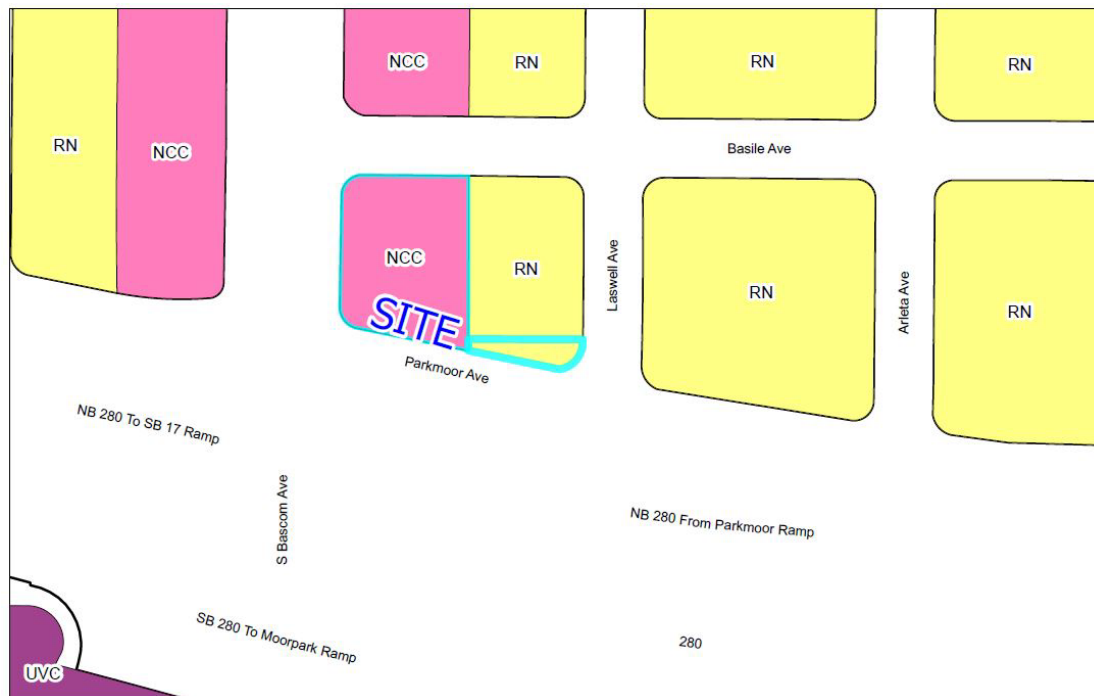 NCC
RN
RN
RN
RN
NCC
Basile Ave
NCC
RN
Laswell Ave
RN
Arleta Ave
RN
SITE
Parkmoor Ave
NB 280 To SB 17 Ramp
S Bascom Ave
NB 280 From Parkmoor Ramp
SB 280 To Moorpark Ramp
280
UVC